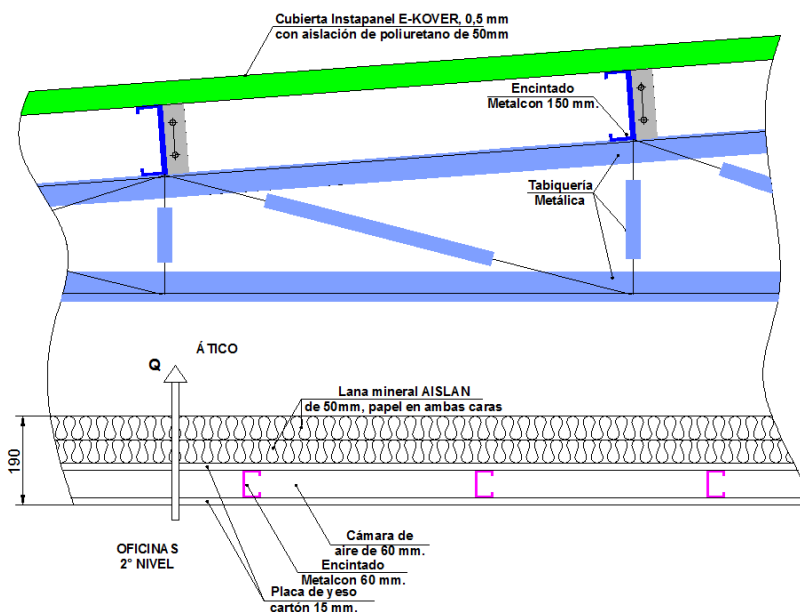 Cubierta Instapanel E-KOVER, 0,5 mm
con aislación de poliuretano de 50mm
Encintado
Metalcon 150 mm.
Tabiquería
Metálica
ÁTICO
Q
Lana mineral AISLAN
de 50mm, papel en ambas caras
190
OFICINAS
2° NIVEL
Cámara de
aire de 60 mm.
Encintado
Metalcon 60 mm.
Placa de yeso
cartón 15 mm.